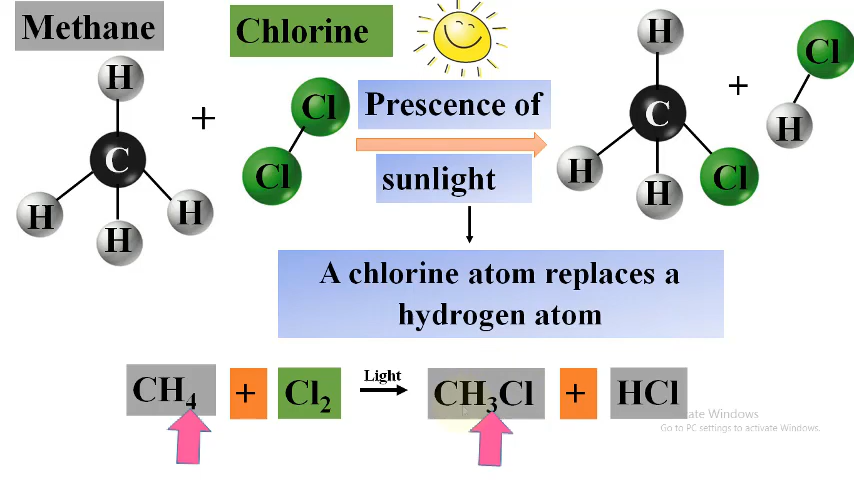 Methane
Chlorine
H
C
H
H
H
+
Cl
Cl
Prescence of
sunlight
H
C
H
H
Cl
+
Cl
H
A chlorine atom replaces a
hydrogen atom
CH₄ + Cl₂ Light CH₃Cl + HCl
ate Windows
Go to PC settings to activate Windows.